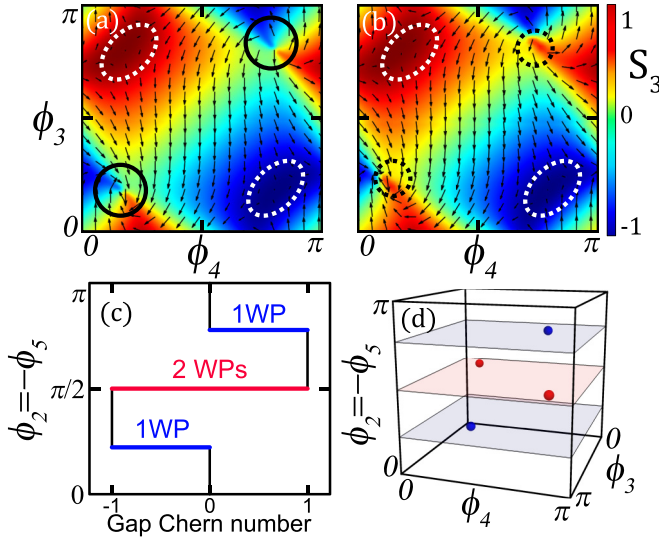 π
(a)
ϕ₃
0
0
ϕ₄
π
(b)
0
ϕ₄
π
1
S₃
0
-1
π
(c)
1WP
2 WPs
π/2
1WP
ϕ₂=-ϕ₅
0
-1
0
1
Gap Chern number
π
(d)
ϕ₂=-ϕ₅
0
0
ϕ₄
π
π
ϕ₃
0